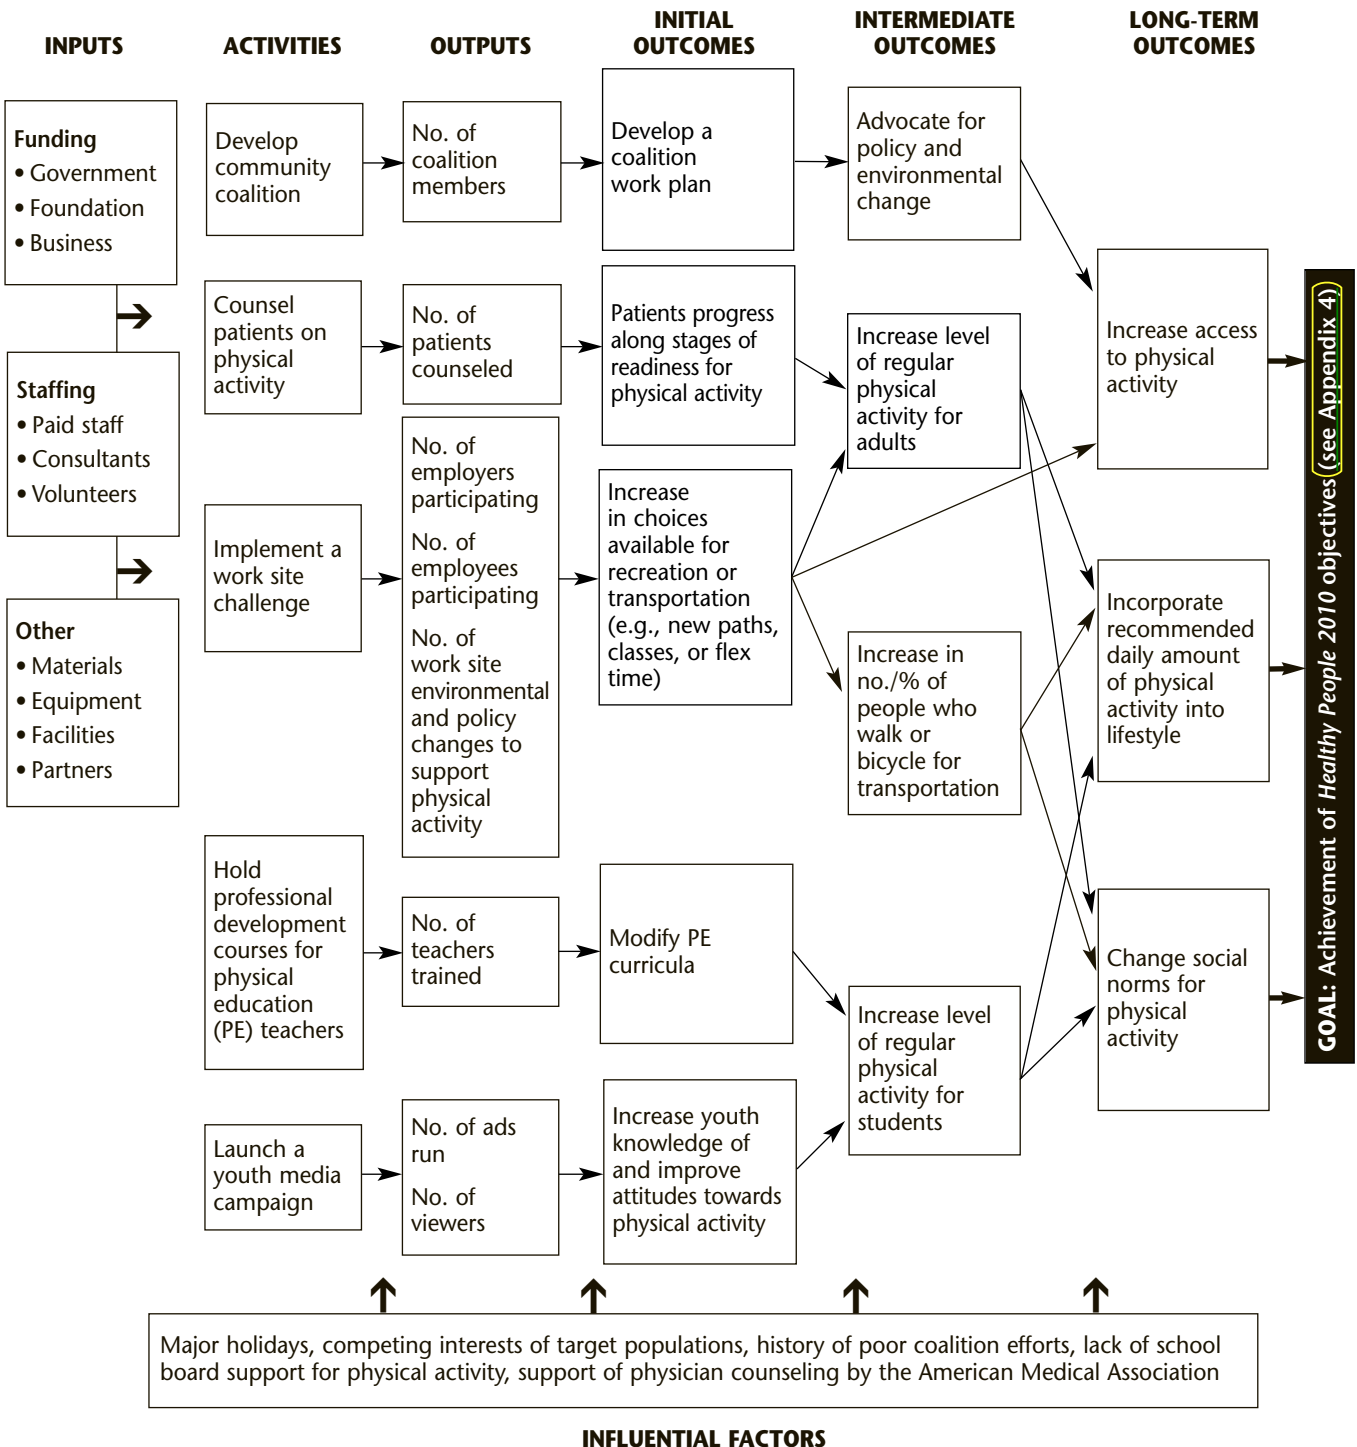 INPUTS
ACTIVITIES
OUTPUTS
INITIAL
OUTCOMES
INTERMEDIATE
OUTCOMES
LONG-TERM
OUTCOMES
Funding
• Government
• Foundation
• Business
Staffing
• Paid staff
• Consultants
• Volunteers
Other
• Materials
• Equipment
• Facilities
• Partners
Develop
community
coalition
Counsel
patients on
physical
activity
Implement a
work site
challenge
Hold
professional
development
courses for
physical
education
(PE) teachers
Launch a
youth media
campaign
No. of
coalition
members
No. of
patients
counseled
No. of
employers
participating
No. of
employees
participating
No. of
work site
environmental
and policy
changes to
support
physical
activity
No. of
teachers
trained
No. of ads
run
No. of
viewers
Develop a
coalition
work plan
Patients progress
along stages of
readiness for
physical activity
Increase
in choices
available for
recreation or
transportation
(e.g., new paths,
classes, or flex
time)
Modify PE
curricula
Increase youth
knowledge of
and improve
attitudes towards
physical activity
Advocate for
policy and
environmental
change
Increase level
of regular
physical
activity for
adults
Increase in
no./% of
people who
walk or
bicycle for
transportation
Increase level
of regular
physical
activity for
students
Increase access
to physical
activity
Incorporate
recommended
daily amount
of physical
activity into
lifestyle
Change social
norms for
physical
activity
GOAL: Achievement of Healthy People 2010 objectives (see Appendix 4)
Major holidays, competing interests of target populations, history of poor coalition efforts, lack of school
board support for physical activity, support of physician counseling by the American Medical Association
INFLUENTIAL FACTORS